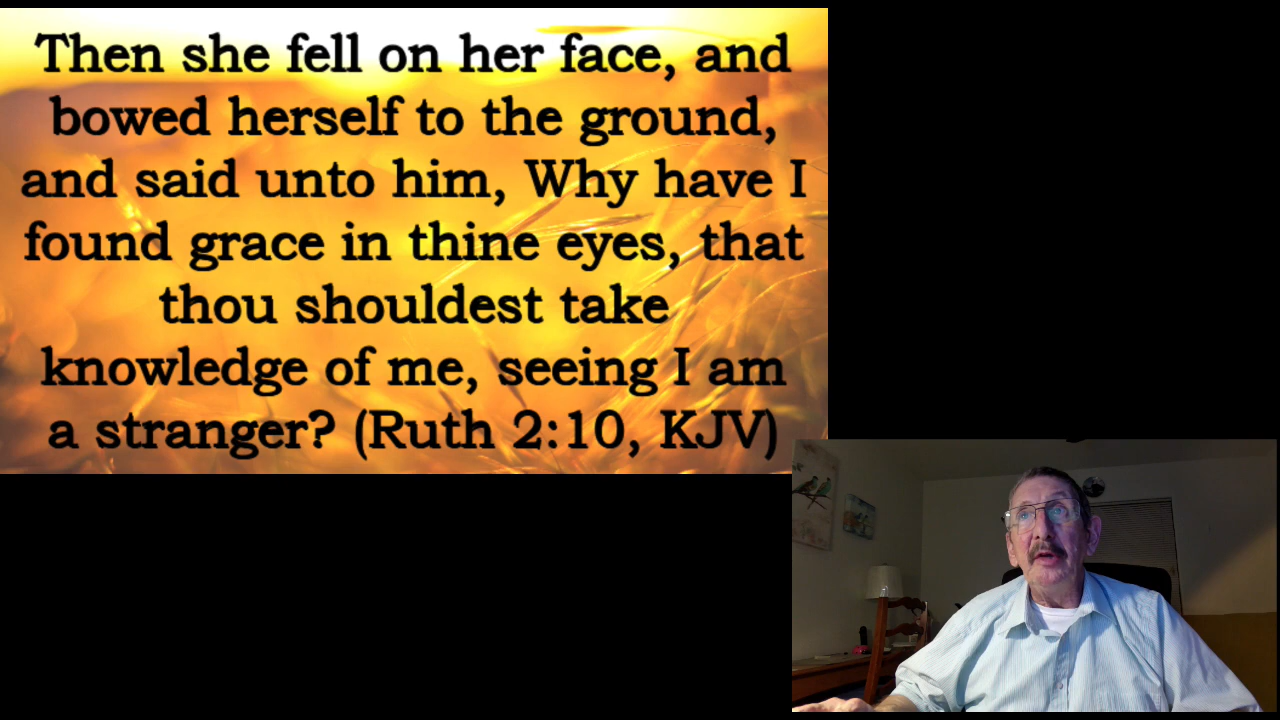 Then she fell on her face, and
bowed herself to the ground,
and said unto him, Why have I
found grace in thine eyes, that
thou shouldest take
knowledge of me, seeing I am
a stranger? (Ruth 2:10, KJV)